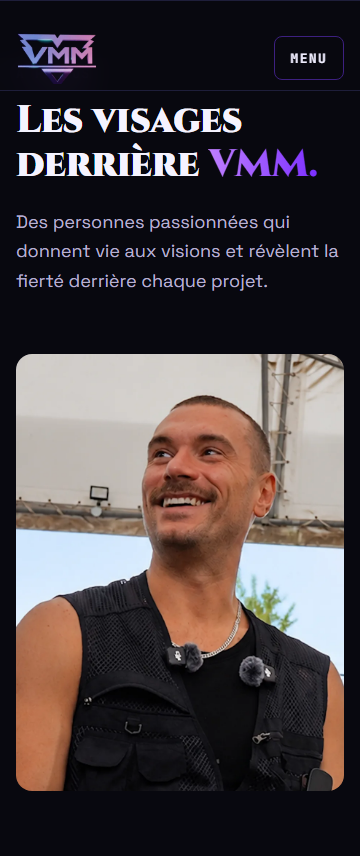 VMM
MENU
Les visages
derrière VMM.
Des personnes passionnées qui
donnent vie aux visions et révèlent la
fierté derrière chaque projet.